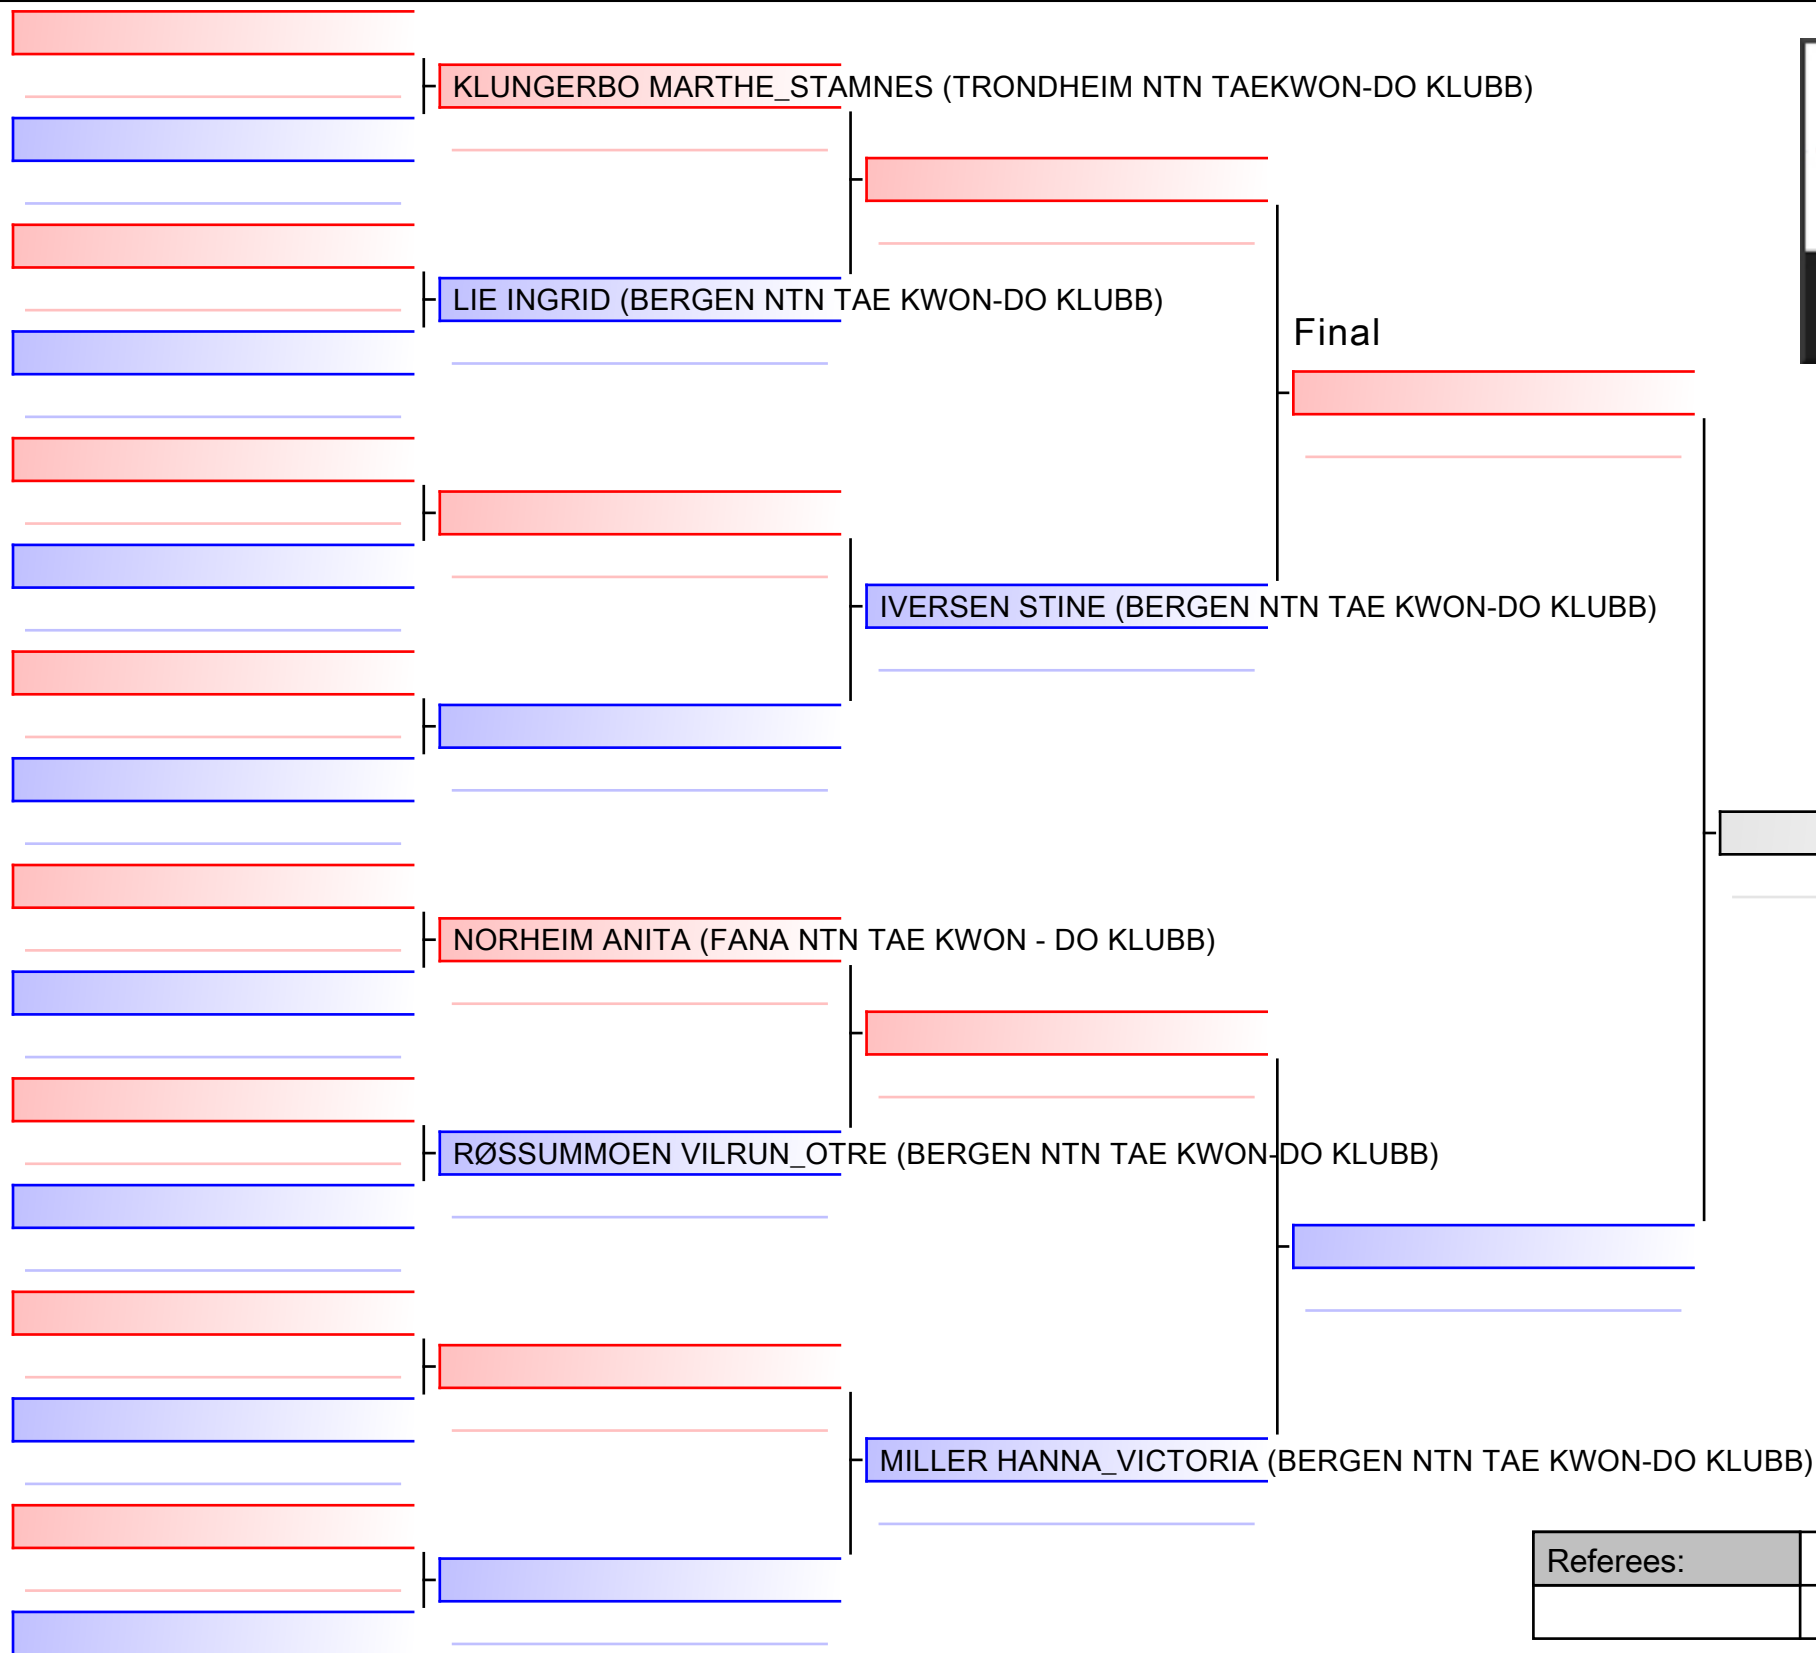 KLUNGERBO MARTHE_STAMNES (TRONDHEIM NTN TAEKWON-DO KLUBB)
LIE INGRID (BERGEN NTN TAE KWON-DO KLUBB)
Final
IVERSEN STINE (BERGEN NTN TAE KWON-DO KLUBB)
NORHEIM ANITA (FANA NTN TAE KWON - DO KLUBB)
RØSSUMMOEN VILRUN_OTRE (BERGEN NTN TAE KWON-DO KLUBB)
MILLER HANNA_VICTORIA (BERGEN NTN TAE KWON-DO KLUBB)
Referees: